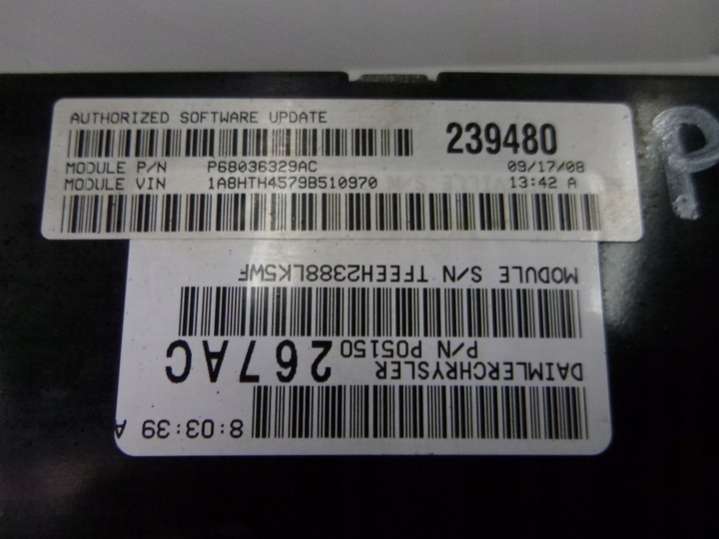 AUTHORIZED SOFTWARE UPDATE
239480
MODULE P/N P68036329AC 09/17/08
MODULE VIN 1A8HTH4579B510970 13:42 A
P
MODULE S/N TFEEH2388LK5WF
DAIMLERCHRYSLER
P/N P05150
267AC
8:03:39 A